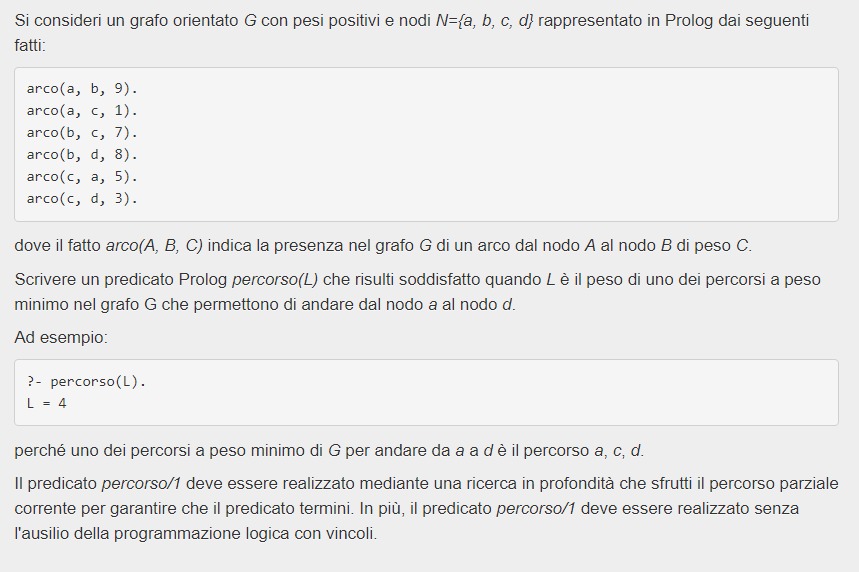 Si consideri un grafo orientato G con pesi positivi e nodi N={a, b, c, d} rappresentato in Prolog dai seguenti
fatti:
arco(a, b, 9).
arco(a, c, 1).
arco(b, c, 7).
arco(b, d, 8).
arco(c, a, 5).
arco(c, d, 3).
dove il fatto arco(A, B, C) indica la presenza nel grafo G di un arco dal nodo A al nodo B di peso C.
Scrivere un predicato Prolog percorso(L) che risulti soddisfatto quando L è il peso di uno dei percorsi a peso
minimo nel grafo G che permettono di andare dal nodo a al nodo d.
Ad esempio:
?- percorso(L).
L = 4
perché uno dei percorsi a peso minimo di G per andare da a a d è il percorso a, c, d.
Il predicato percorso/1 deve essere realizzato mediante una ricerca in profondità che sfrutti il percorso parziale
corrente per garantire che il predicato termini. In più, il predicato percorso/1 deve essere realizzato senza
l'ausilio della programmazione logica con vincoli.